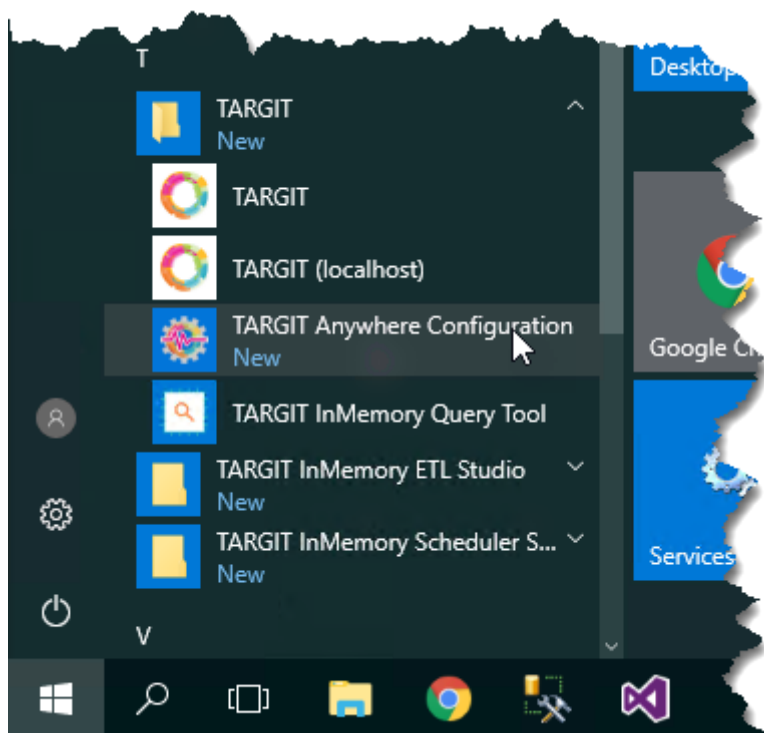 T
TARGIT
New
TARGIT
TARGIT (localhost)
TARGIT Anywhere Configuration
New
TARGIT InMemory Query Tool
TARGIT InMemory ETL Studio
New
TARGIT InMemory Scheduler S...
New
V
Desktop
Google C
Services